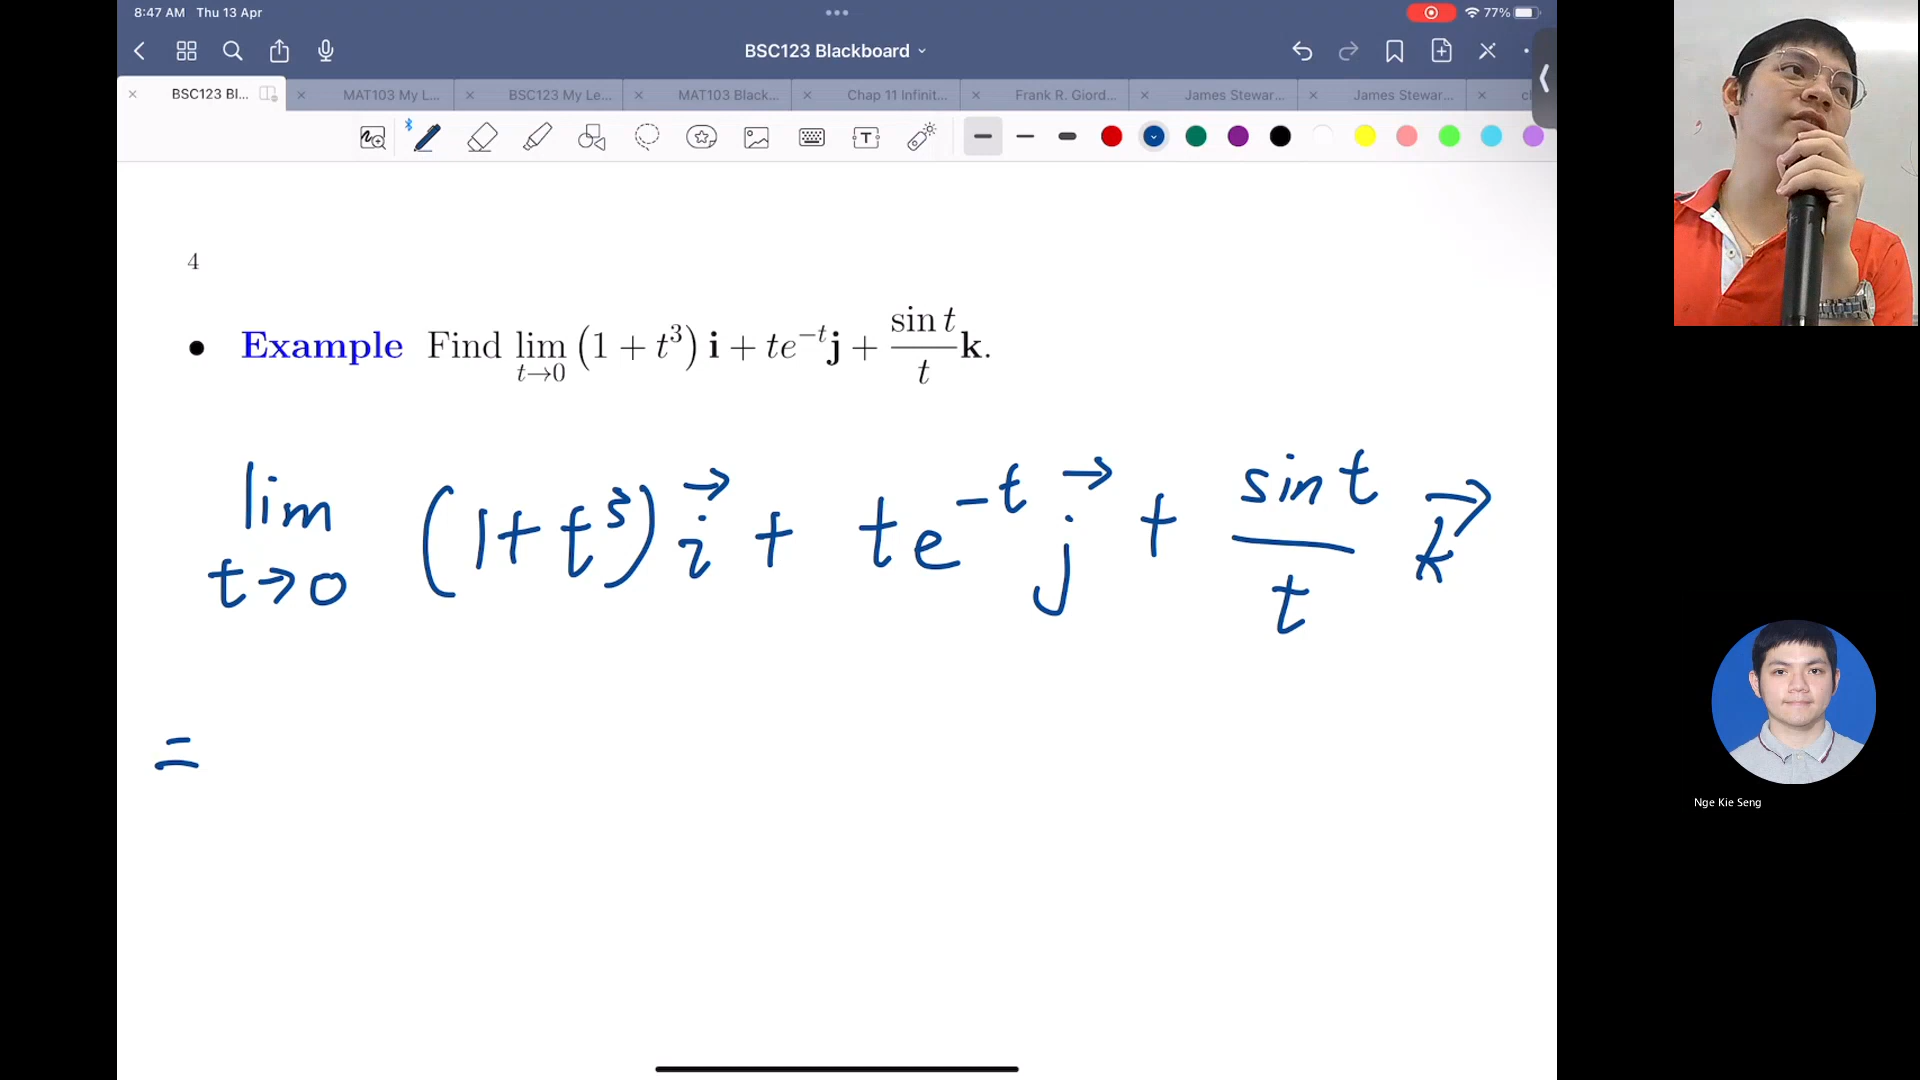 8:47 AM Thu 13 Apr
77%
BSC123 Blackboard
BSC123 Bl...
MAT103 My L...
BSC123 My Le...
MAT103 Black...
Chap 11 Infinit...
Frank R. Giord...
James Stewar...
James Stewar...
T
4
• Example Find lim t→0 (1 + t³) i + te⁻ᵗ j + sin t / t k.
lim t→0 (1+t³) i⃗ + te⁻ᵗ j⃗ + sin t / t k⃗
=
Nge Kie Seng